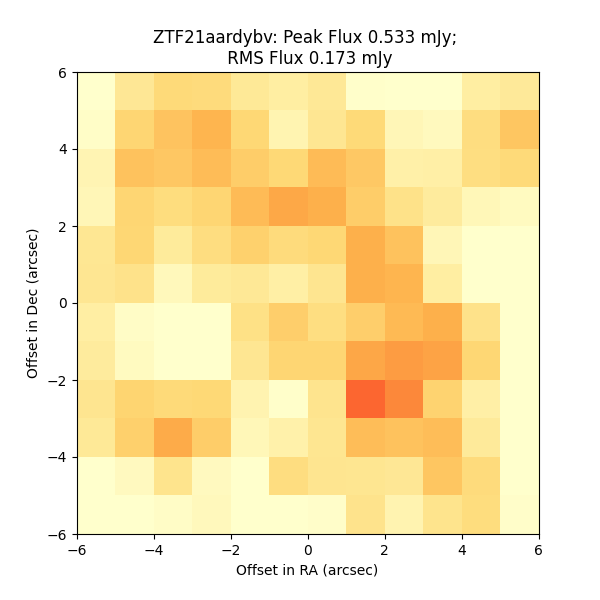 ZTF21aardybv: Peak Flux 0.533 mJy;
RMS Flux 0.173 mJy
6
4
2
0
−2
−4
−6
Offset in Dec (arcsec)
−6 −4 −2 0 2 4 6
Offset in RA (arcsec)